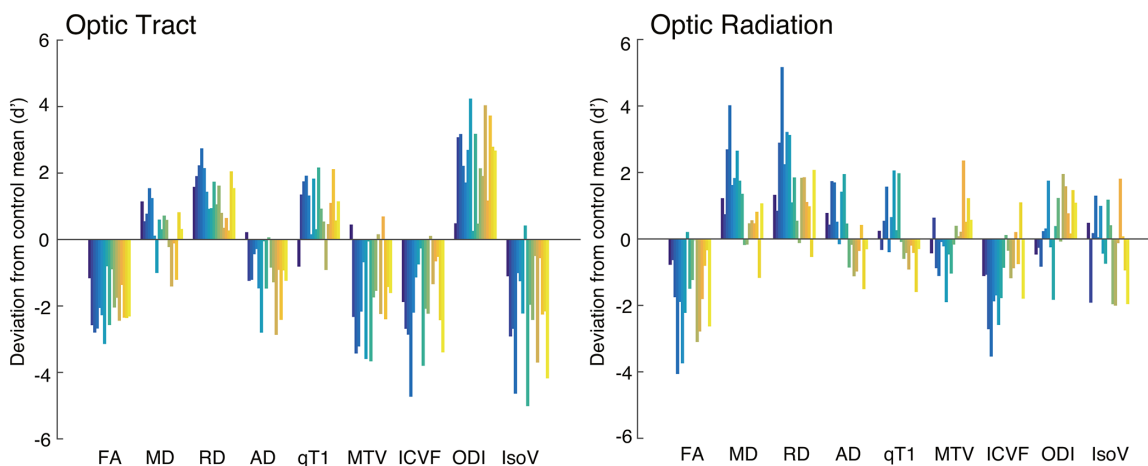 Optic Tract
Deviation from control mean (d')
6
4
2
0
-2
-4
-6
FA MD RD AD qT1 MTV ICVF ODI IsoV
Optic Radiation
Deviation from control mean (d')
6
4
2
0
-2
-4
-6
FA MD RD AD qT1 MTV ICVF ODI IsoV